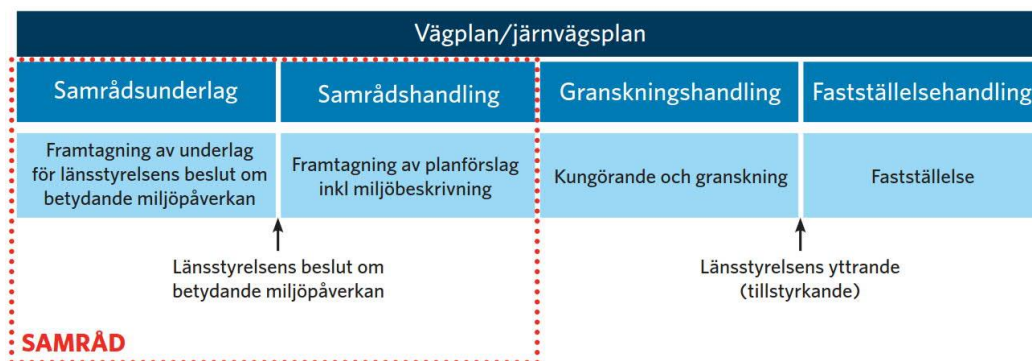 Vägplan/järnvägsplan
Samrådsunderlag
Samrådshandling
Granskningshandling
Fastställelsehandling
Framtagning av underlag
för länsstyrelsens beslut om
betydande miljöpåverkan
Framtagning av planförslag
inkl miljöbeskrivning
Kungörande och granskning
Fastställelse
Länsstyrelsens beslut om
betydande miljöpåverkan
Länsstyrelsens yttrande
(tillstyrkande)
SAMRÅD